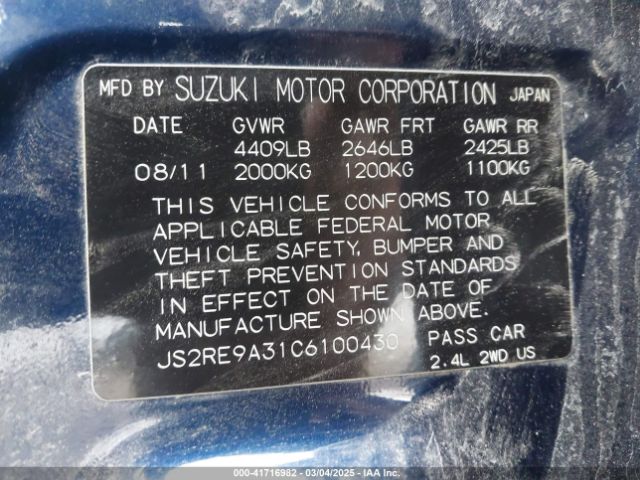 MFD BY SUZUKI MOTOR CORPORATION JAPAN
DATE GVWR GAWR FRT GAWR RR
4409LB 2646LB 2425LB
08/11 2000KG 1200KG 1100KG
THIS VEHICLE CONFORMS TO ALL
APPLICABLE FEDERAL MOTOR
VEHICLE SAFETY, BUMPER AND
THEFT PREVENTION STANDARDS
IN EFFECT ON THE DATE OF
MANUFACTURE SHOWN ABOVE.
JS2RE9A31C6100430 PASS CAR
2.4L 2WD US
000-41716982 — 03/04/2025 — IAA Inc.